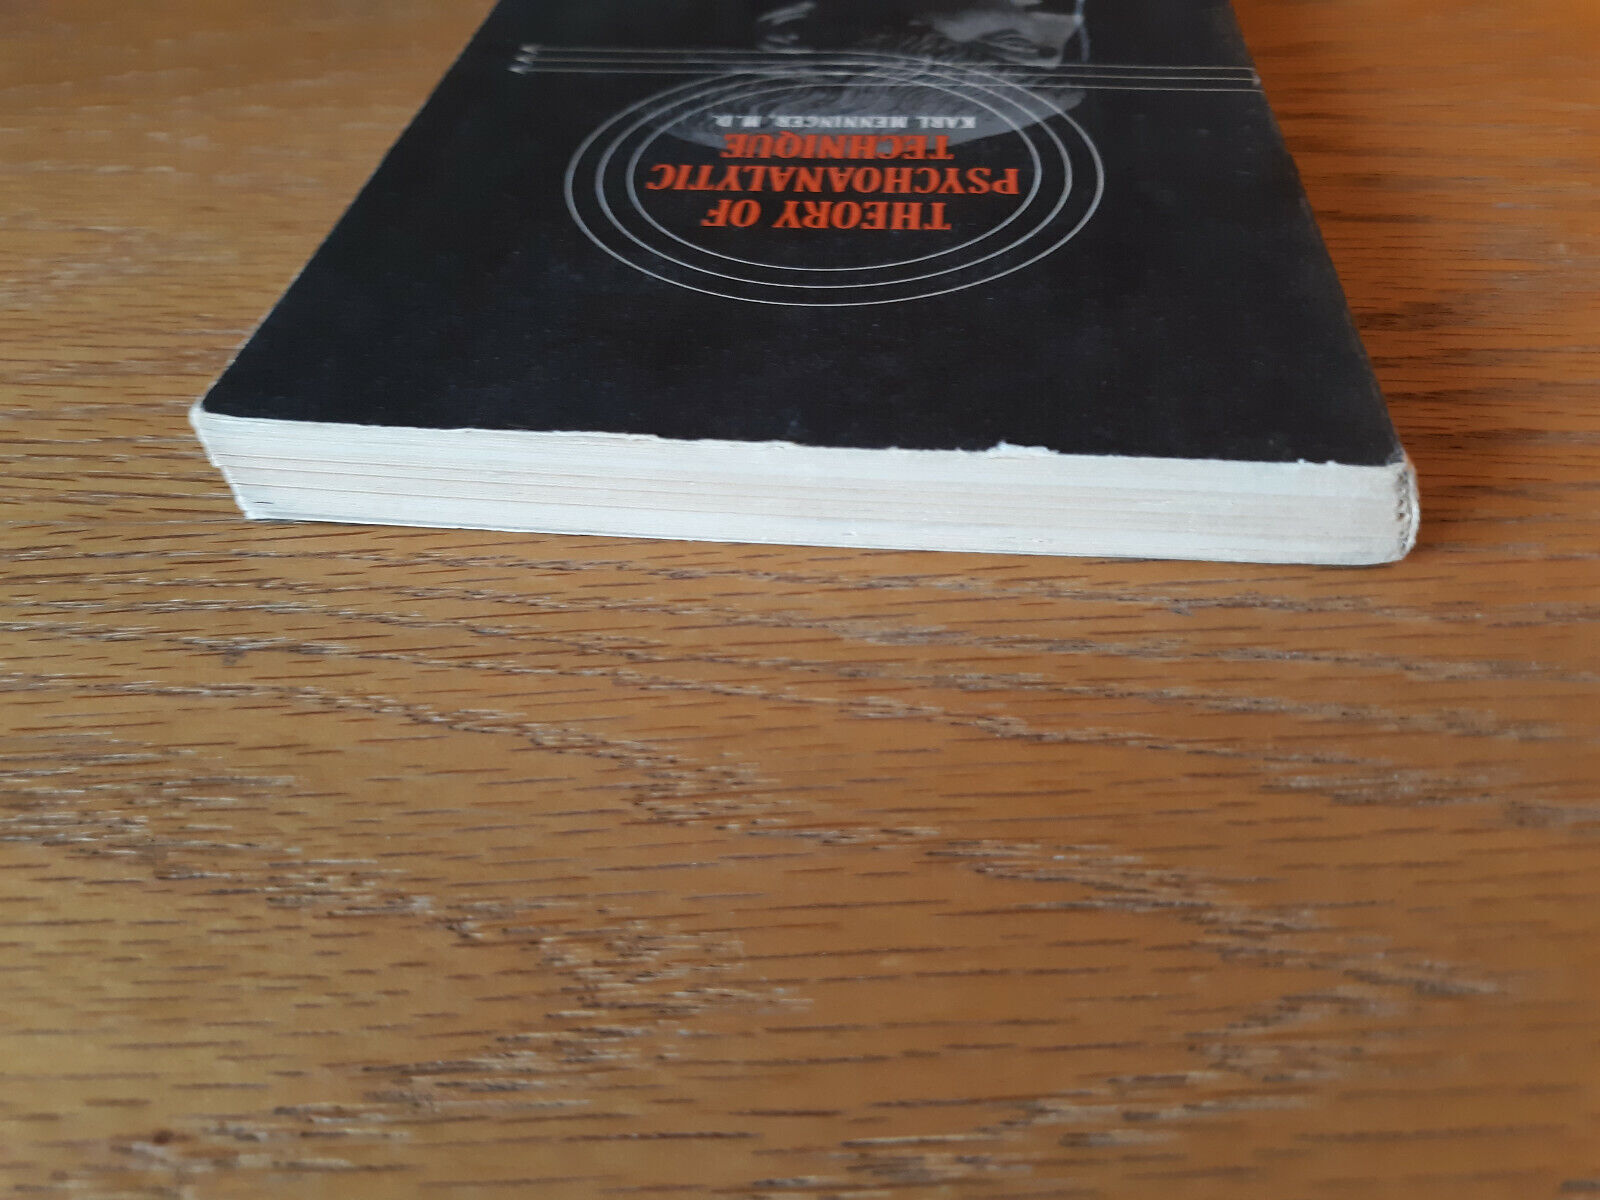 THEORY OF
PSYCHOANALYTIC
TECHNIQUE
KARL MENNINGER, M.D.